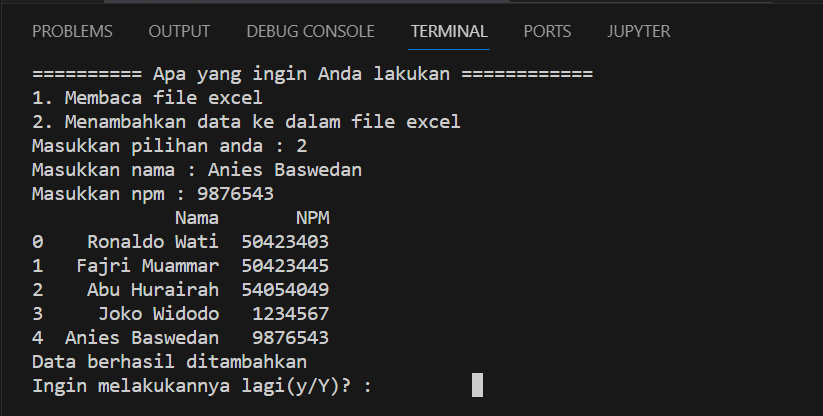 PROBLEMS OUTPUT DEBUG CONSOLE TERMINAL PORTS JUPYTER
========== Apa yang ingin Anda lakukan ============
1. Membaca file excel
2. Menambahkan data ke dalam file excel
Masukkan pilihan anda : 2
Masukkan nama : Anies Baswedan
Masukkan npm : 9876543
Nama NPM
0 Ronaldo Wati 50423403
1 Fajri Muammar 50423445
2 Abu Hurairah 54054049
3 Joko Widodo 1234567
4 Anies Baswedan 9876543
Data berhasil ditambahkan
Ingin melakukannya lagi(y/Y)? :